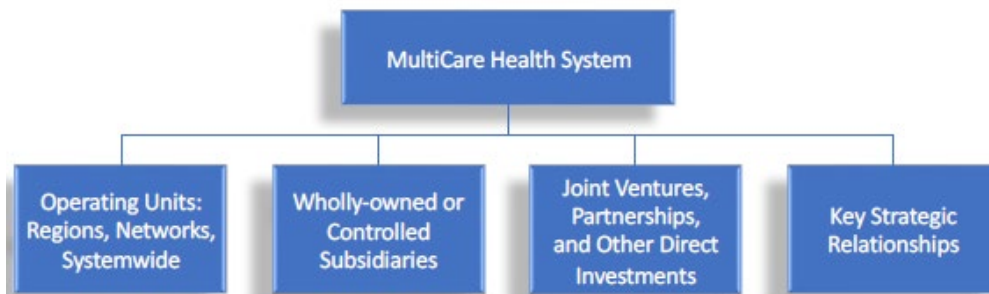 MultiCare Health System
Operating Units:
Regions, Networks,
Systemwide
Wholly-owned or
Controlled
Subsidiaries
Joint Ventures,
Partnerships,
and Other Direct
Investments
Key Strategic
Relationships